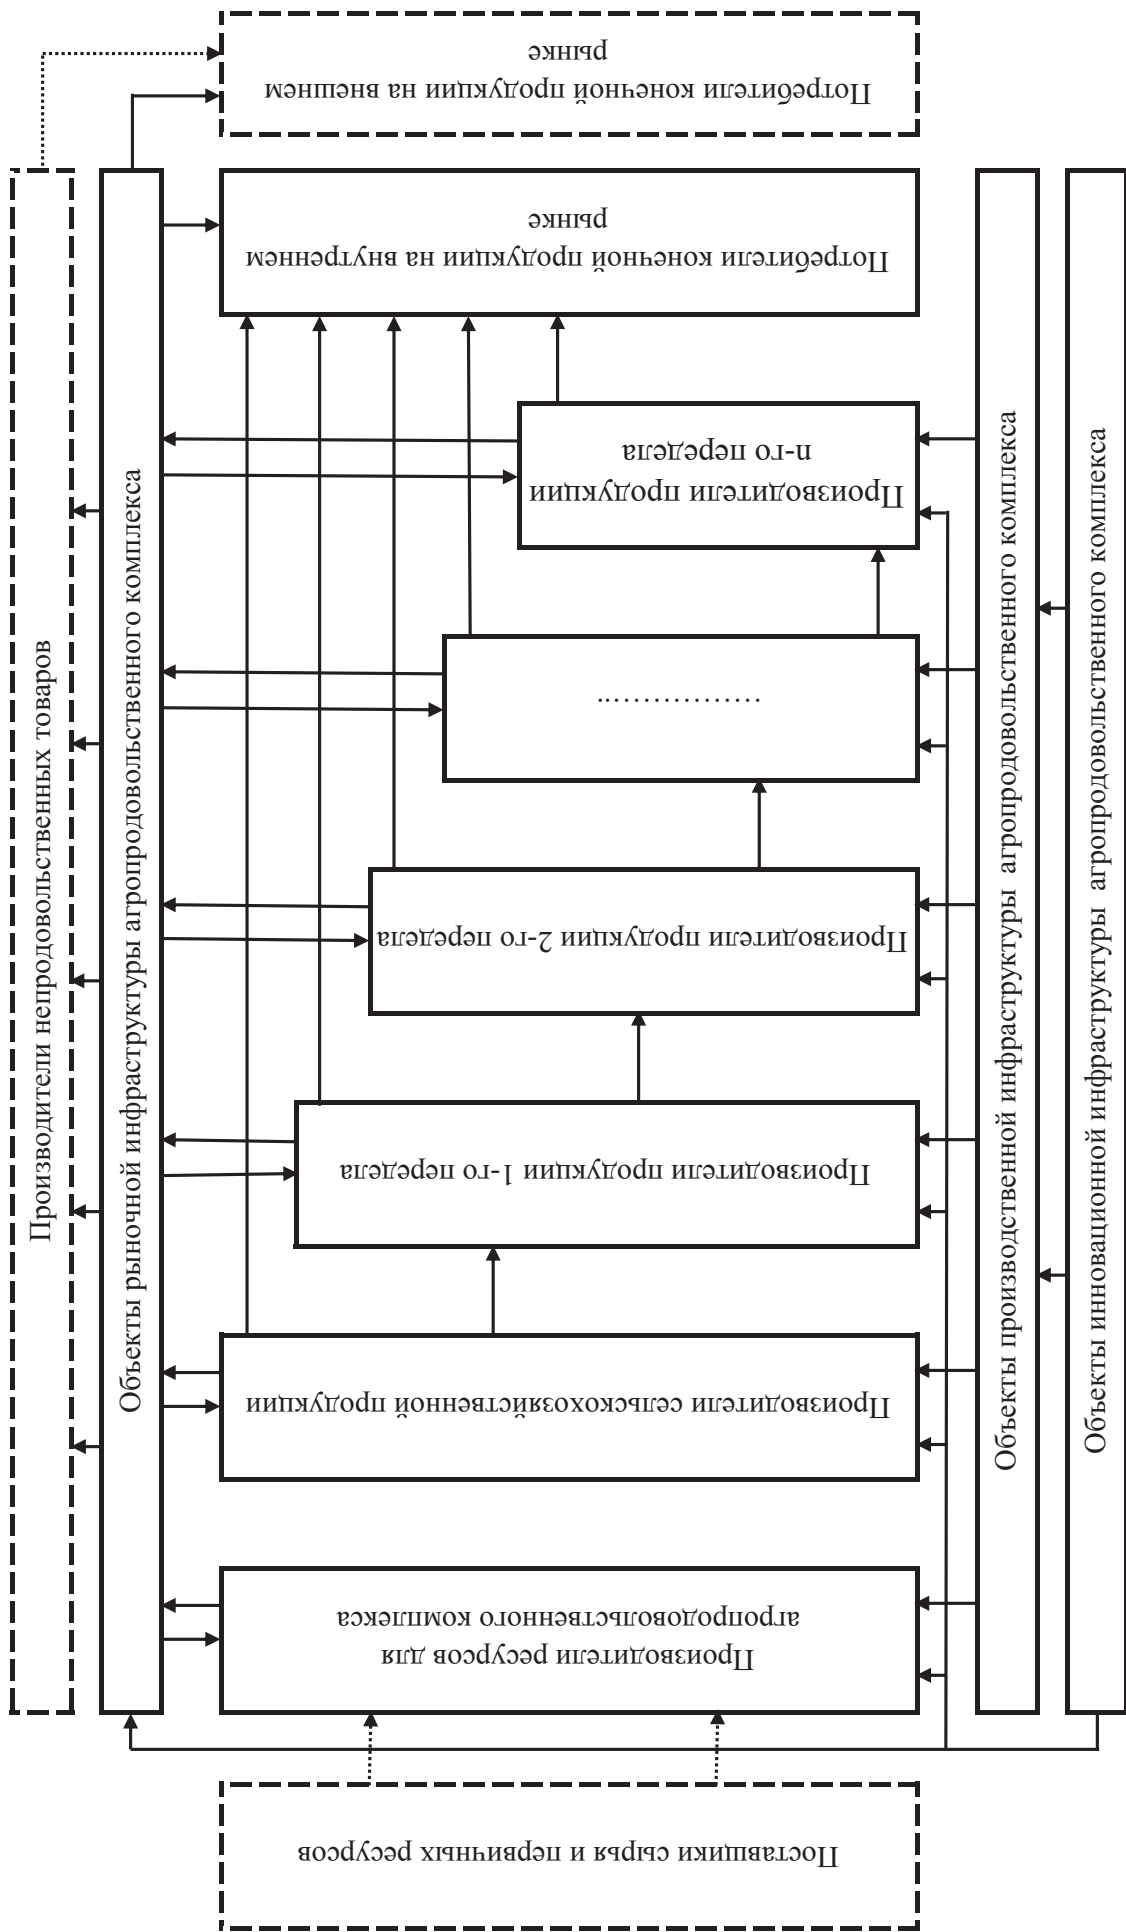 Поставщики сырья и первичных ресурсов
Производители ресурсов для
агропродовольственного комплекса
Производители сельскохозяйственной продукции
Производители продукции 1-го передела
Производители продукции 2-го передела
................
Производители продукции
n-го передела
Потребители конечной продукции на внутреннем
рынке
Потребители конечной продукции на внешнем
рынке
Производители непродовольственных товаров
Объекты рыночной инфраструктуры агропродовольственного комплекса
Объекты производственной инфраструктуры агропродовольственного комплекса
Объекты инновационной инфраструктуры агропродовольственного комплекса